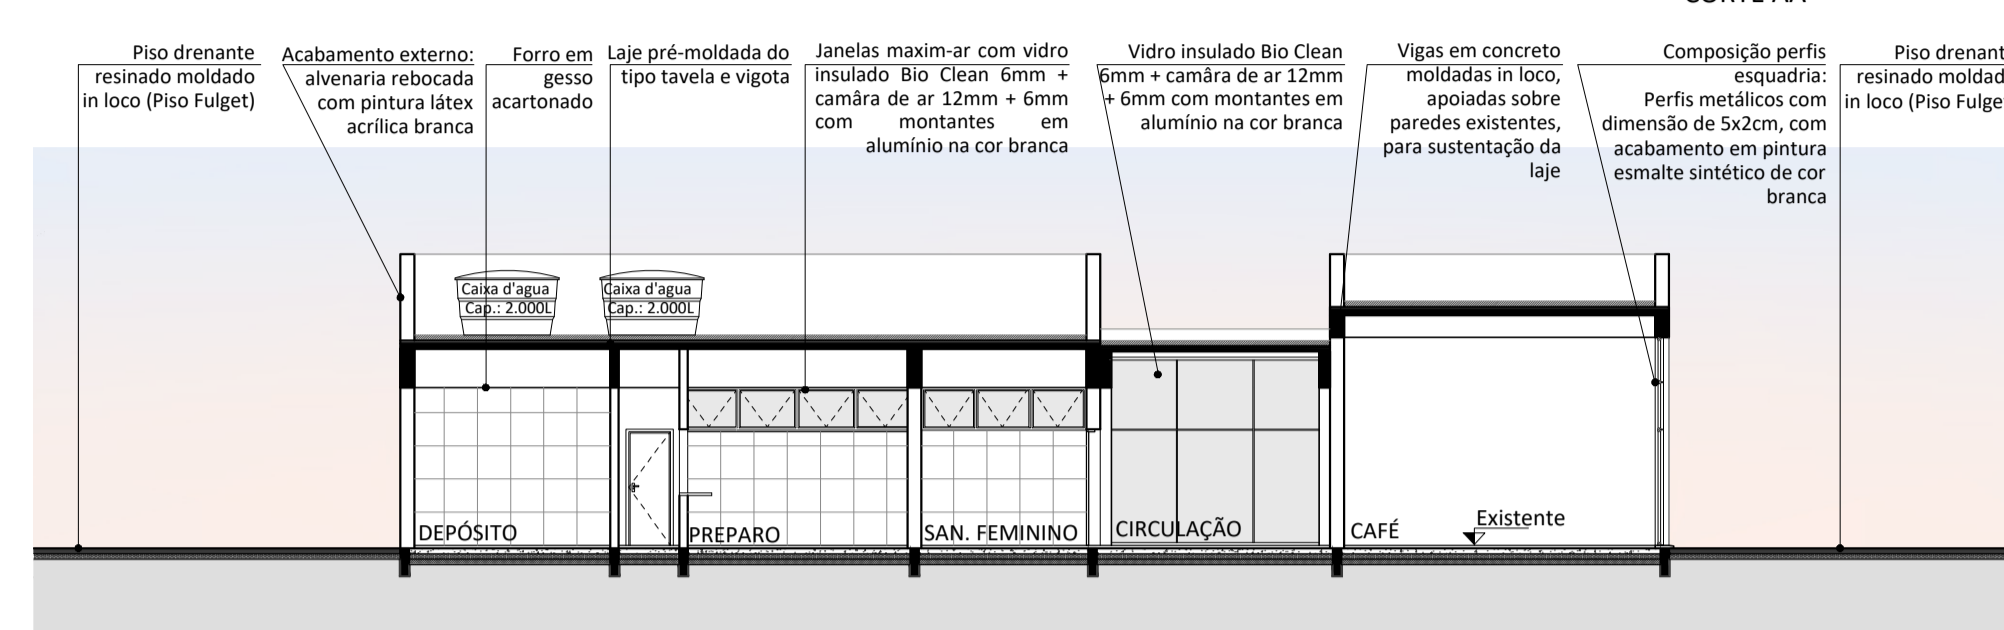 Piso drenante
resinado moldado
in loco (Piso Fulget)
Acabamento externo:
alvenaria rebocada
com pintura látex
acrílica branca
Forro em
gesso
acartonado
Laje pré-moldada do
tipo tavela e vigota
Janelas maxim-ar com vidro
insulado Bio Clean 6mm +
camâra de ar 12mm + 6mm
com montantes em
alumínio na cor branca
Vidro insulado Bio Clean
6mm + camâra de ar 12mm
+ 6mm com montantes em
alumínio na cor branca
Vigas em concreto
moldadas in loco,
apoiadas sobre
paredes existentes,
para sustentação da
laje
Composição perfis
esquadria:
Perfis metálicos com
dimensão de 5x2cm, com
acabamento em pintura
esmalte sintético de cor
branca
Piso drenant
resinado moldad
in loco (Piso Fulge
Caixa d'agua
Cap.: 2.000L
Caixa d'agua
Cap.: 2.000L
DEPÓSITO
PREPARO
SAN. FEMININO
CIRCULAÇÃO
CAFÉ
Existente